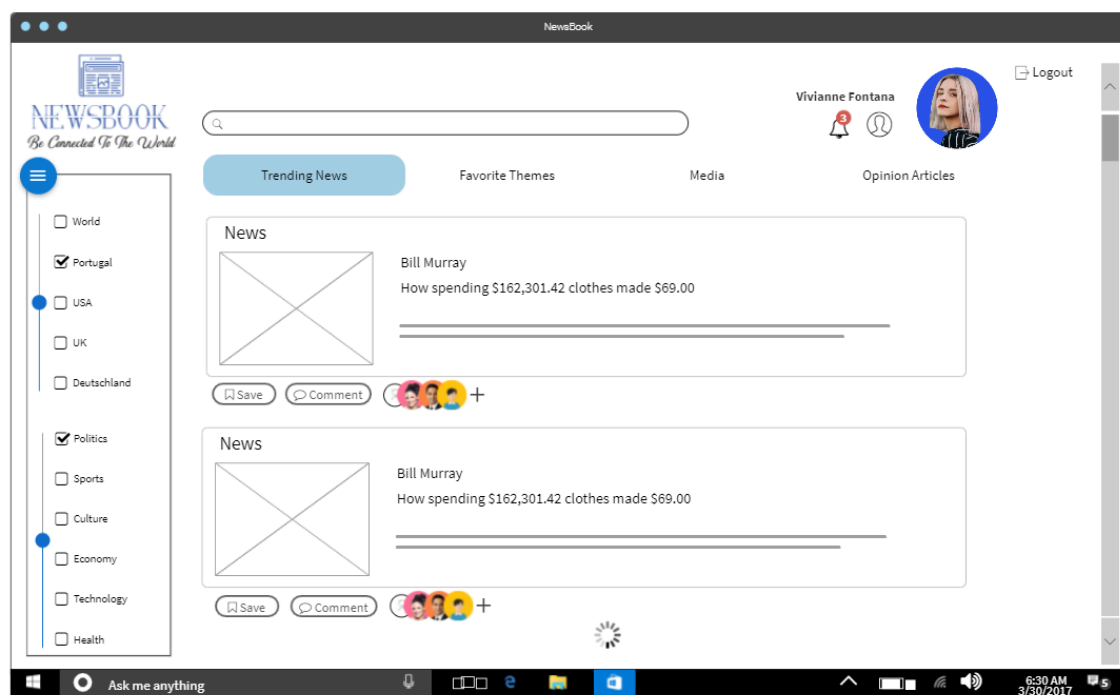 NewsBook
NEWSBOOK
Be Connected To The World
Logout
Vivianne Fontana
3
Trending News
Favorite Themes
Media
Opinion Articles
World
Portugal
USA
UK
Deutschland
Politics
Sports
Culture
Economy
Technology
Health
News
Bill Murray
How spending $162,301.42 clothes made $69.00
Save
Comment
News
Bill Murray
How spending $162,301.42 clothes made $69.00
Save
Comment
Ask me anything
6:30 AM
3/30/2017
5